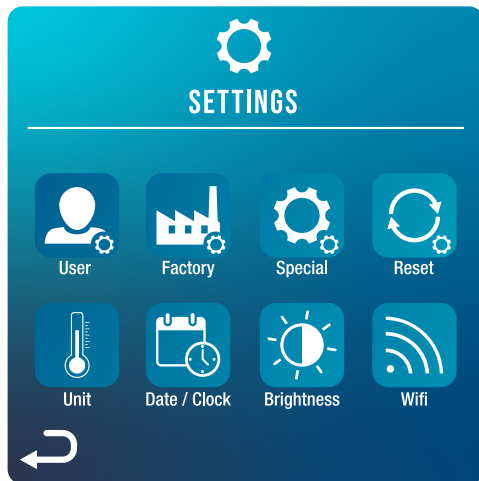 SETTINGS
User Factory Special Reset
Unit Date / Clock Brightness Wifi